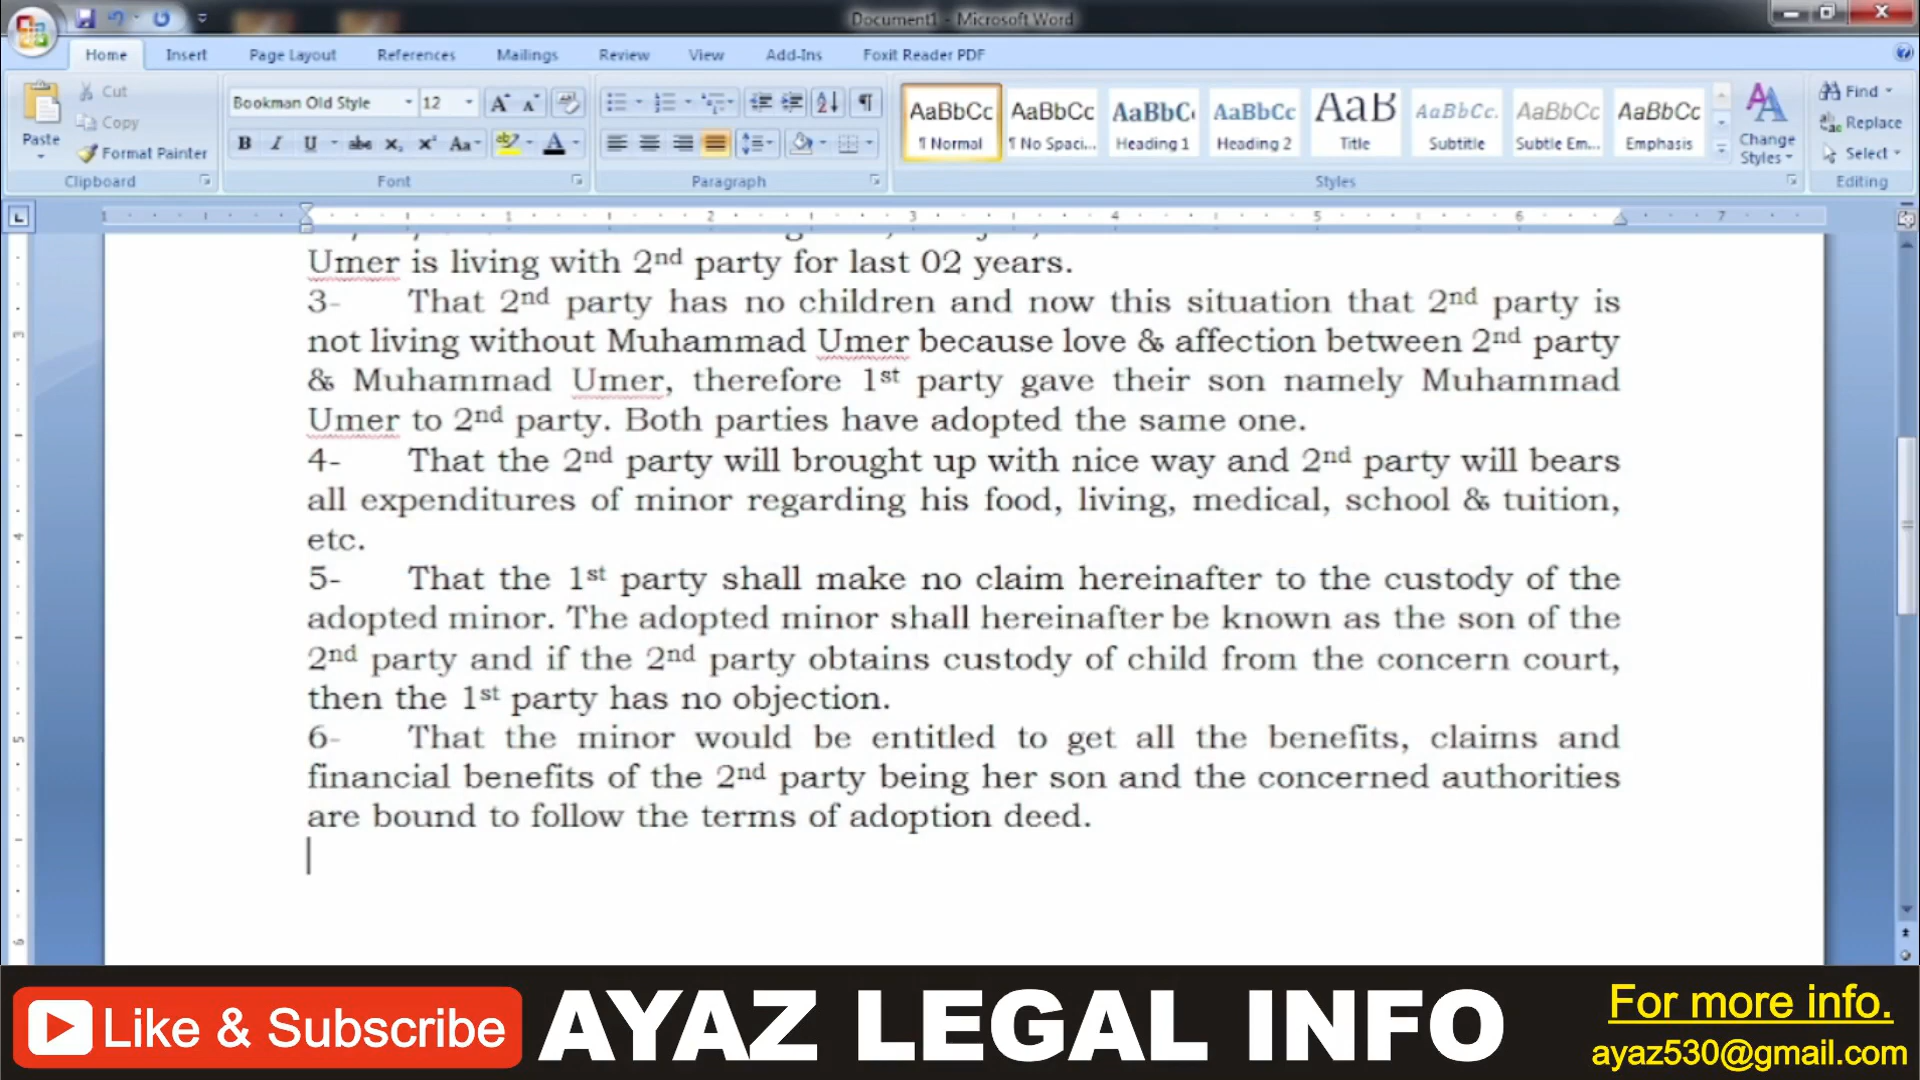 Document1 - Microsoft Word
Home Insert Page Layout References Mailings Review View Add-Ins Foxit Reader PDF
Paste
Cut
Copy
Format Painter
Clipboard
Bookman Old Style 12
Font
Paragraph
AaBbCc AaBbCc AaBbC AaBbCc AaB AaBbCc. AaBbCc AaBbCc
¶ Normal ¶ No Spaci... Heading 1 Heading 2 Title Subtitle Subtle Em... Emphasis
Styles
Change Styles
Find
Replace
Select
Editing
1 1 2 3 4 5 6 7
Umer is living with 2nd party for last 02 years.
3- That 2nd party has no children and now this situation that 2nd party is
not living without Muhammad Umer because love & affection between 2nd party
& Muhammad Umer, therefore 1st party gave their son namely Muhammad
Umer to 2nd party. Both parties have adopted the same one.
4- That the 2nd party will brought up with nice way and 2nd party will bears
all expenditures of minor regarding his food, living, medical, school & tuition,
etc.
5- That the 1st party shall make no claim hereinafter to the custody of the
adopted minor. The adopted minor shall hereinafter be known as the son of the
2nd party and if the 2nd party obtains custody of child from the concern court,
then the 1st party has no objection.
6- That the minor would be entitled to get all the benefits, claims and
financial benefits of the 2nd party being her son and the concerned authorities
are bound to follow the terms of adoption deed.
Like & Subscribe
AYAZ LEGAL INFO
For more info.
ayaz530@gmail.com